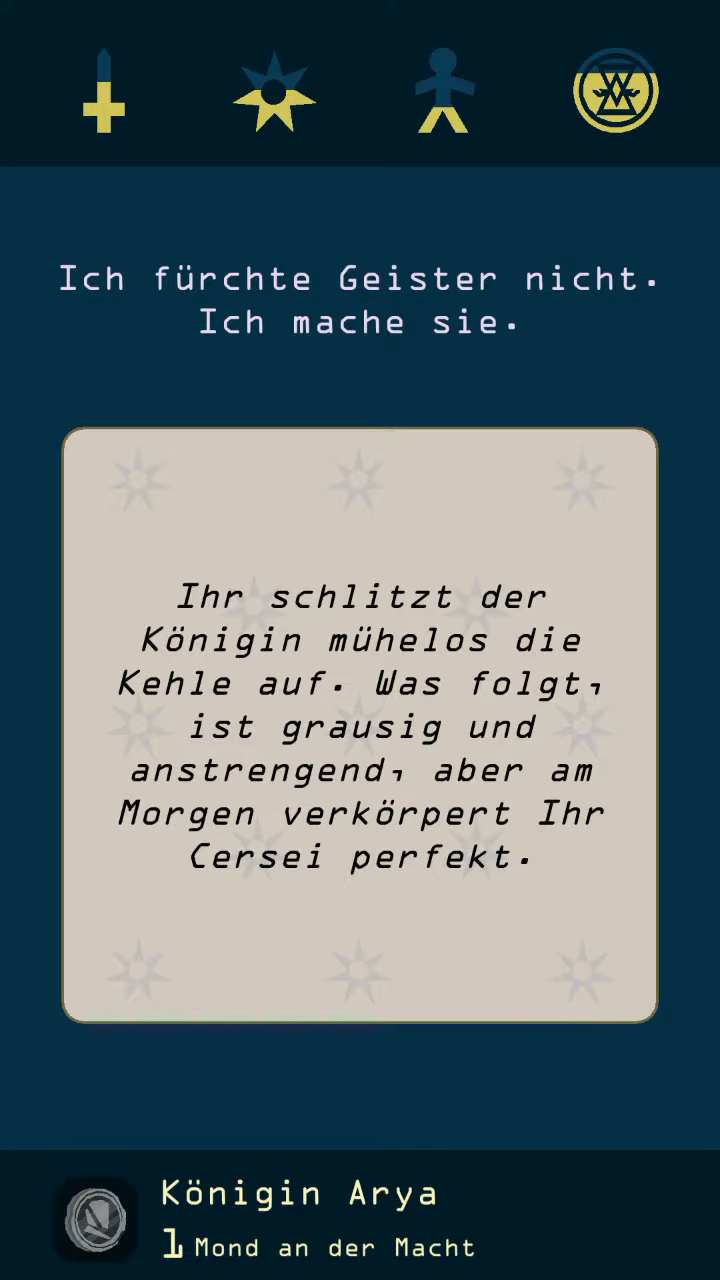 Ich fürchte Geister nicht.
Ich mache sie.
Ihr schlitzt der
Königin mühelos die
Kehle auf. Was folgt,
ist grausig und
anstrengend, aber am
Morgen verkörpert Ihr
Cersei perfekt.
Königin Arya
1 Mond an der Macht